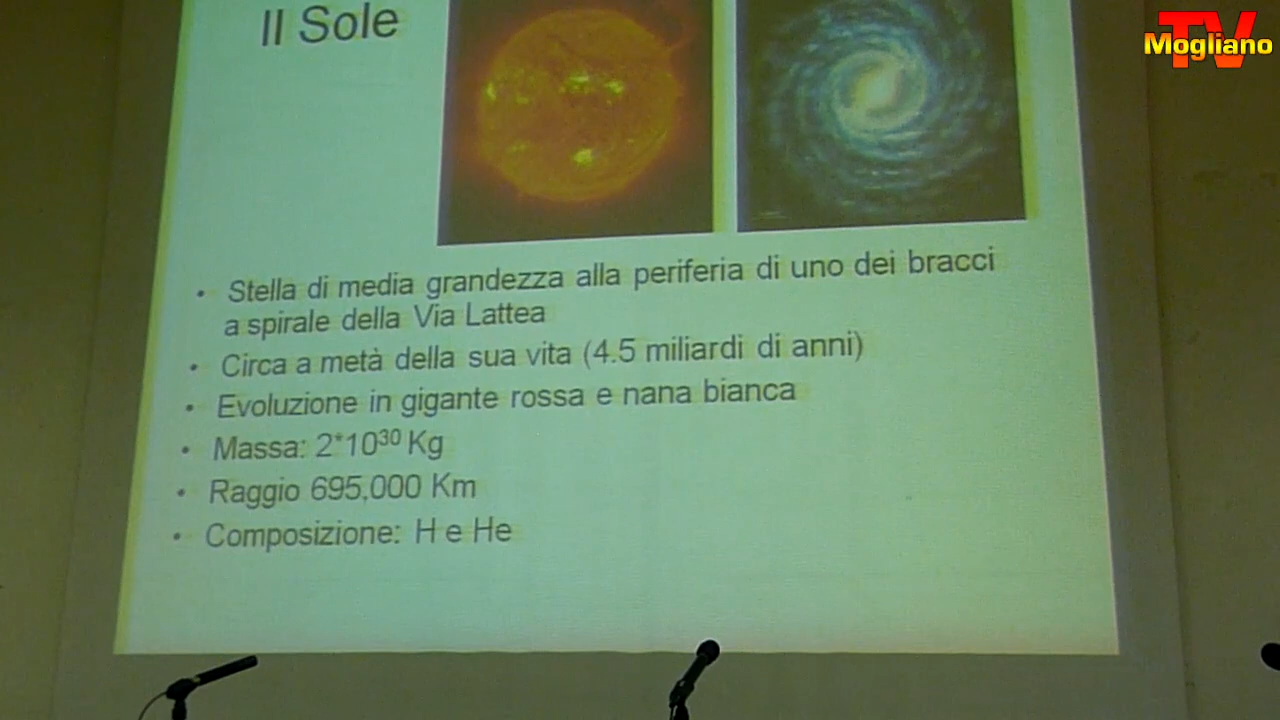 Il Sole
TV
Mogliano
• Stella di media grandezza alla periferia di uno dei bracci
a spirale della Via Lattea
• Circa a metà della sua vita (4.5 miliardi di anni)
• Evoluzione in gigante rossa e nana bianca
• Massa: 2*10³⁰ Kg
• Raggio 695,000 Km
• Composizione: H e He